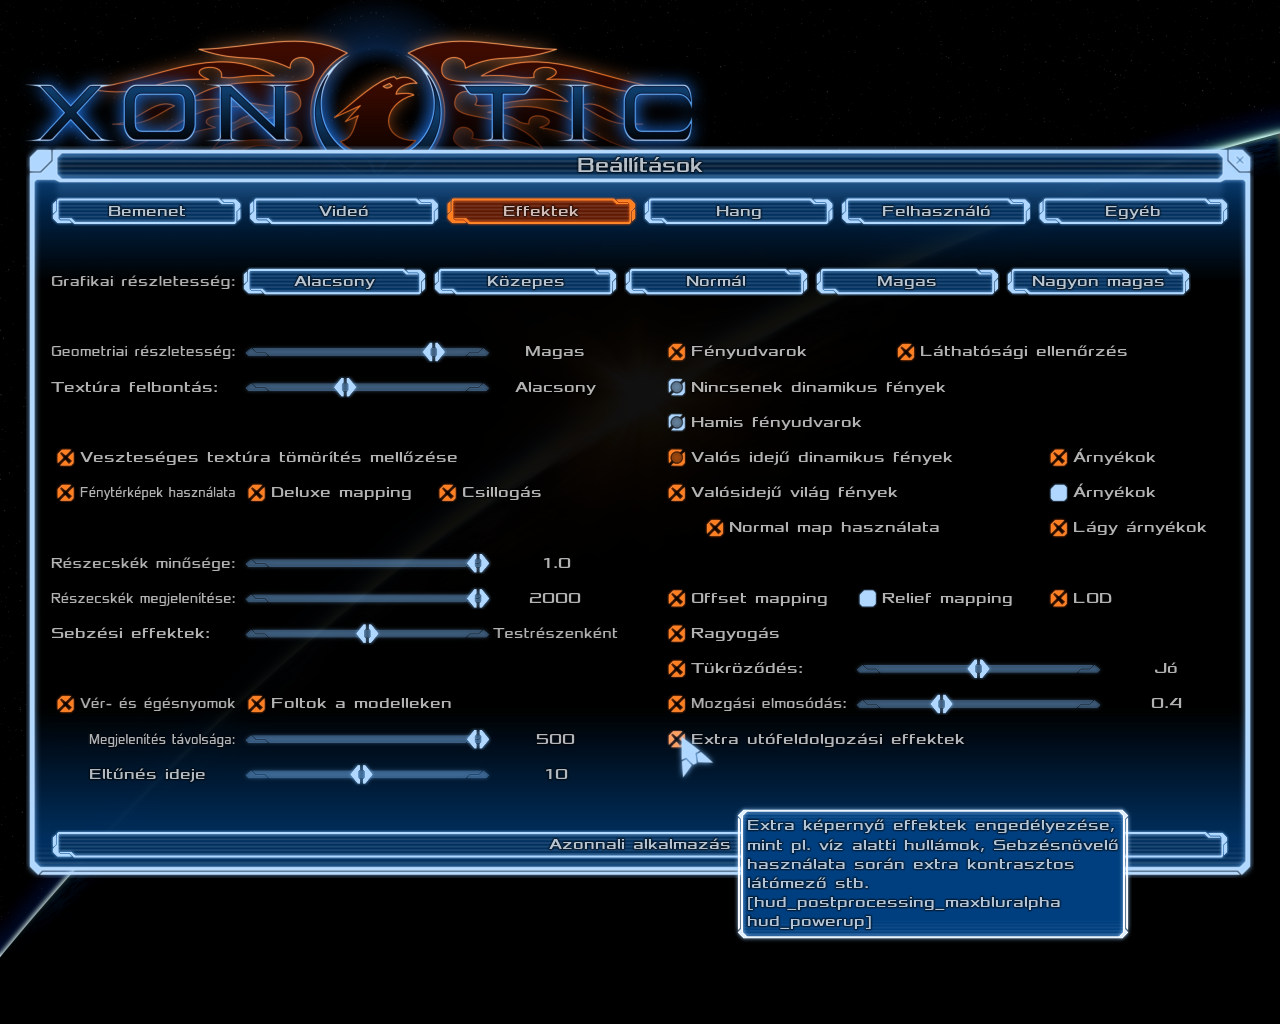 XONOTIC
Beállítások
Bemenet Videó Effektek Hang Felhasználó Egyéb
Grafikai részletesség: Alacsony Közepes Normál Magas Nagyon magas
Geometriai részletesség: Magas Fényudvarok Láthatósági ellenőrzés
Textúra felbontás: Alacsony Nincsenek dinamikus fények
Hamis fényudvarok
Veszteséges textúra tömörítés mellőzése Valós idejű dinamikus fények Árnyékok
Fénytérképek használata Deluxe mapping Csillogás Valósidejű világ fények Árnyékok
Normal map használata Lágy árnyékok
Részecskék minősége: 1.0
Részecskék megjelenítése: 2000 Offset mapping Relief mapping LOD
Sebzési effektek: Testrészenként Ragyogás
Tükröződés: Jó
Vér- és égésnyomok Foltok a modelleken Mozgási elmosódás: 0.4
Megjelenítés távolsága: 500 Extra utófeldolgozási effektek
Eltűnés ideje 10
Azonnali alkalmazás
Extra képernyő effektek engedélyezése,
mint pl. víz alatti hullámok, Sebzésnövelő
használata során extra kontrasztos
látómező stb.
[hud_postprocessing_maxbluralpha
hud_powerup]